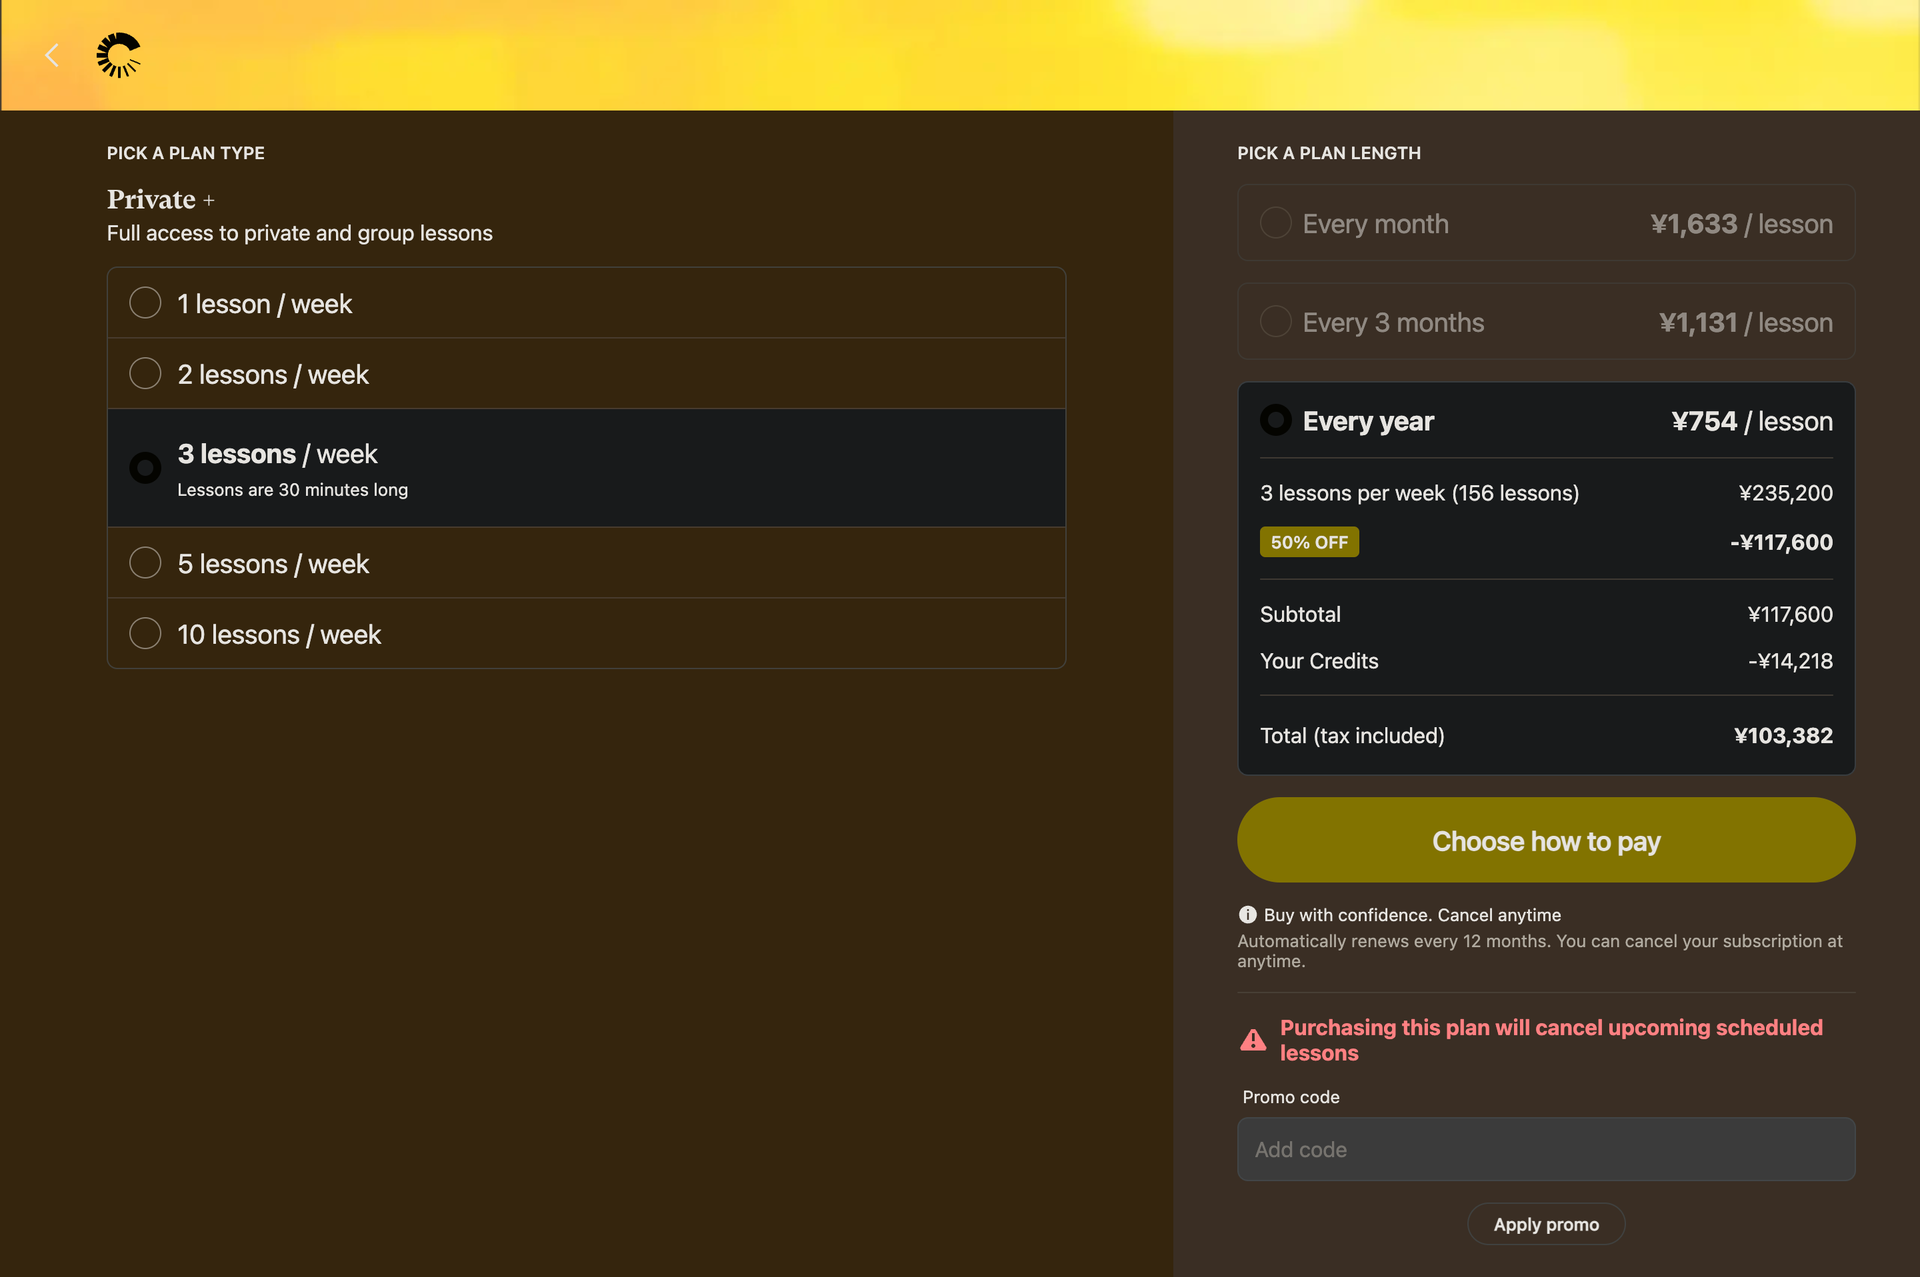 PICK A PLAN TYPE
Private +
Full access to private and group lessons
1 lesson / week
2 lessons / week
3 lessons / week
Lessons are 30 minutes long
5 lessons / week
10 lessons / week
PICK A PLAN LENGTH
Every month ¥1,633 / lesson
Every 3 months ¥1,131 / lesson
Every year ¥754 / lesson
3 lessons per week (156 lessons) ¥235,200
50% OFF -¥117,600
Subtotal ¥117,600
Your Credits -¥14,218
Total (tax included) ¥103,382
Choose how to pay
Buy with confidence. Cancel anytime
Automatically renews every 12 months. You can cancel your subscription at
anytime.
Purchasing this plan will cancel upcoming scheduled
lessons
Promo code
Add code
Apply promo